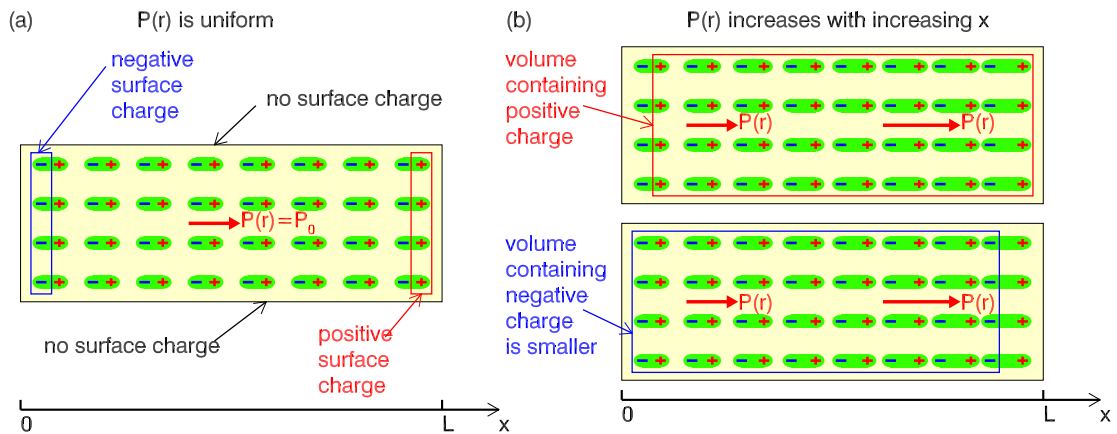 (a)
P(r) is uniform
negative
surface
charge
no surface charge
P(r)=P₀
no surface charge
positive
surface
charge
0
L
x
(b)
P(r) increases with increasing x
volume
containing
positive
charge
P(r)
P(r)
volume
containing
negative
charge
is smaller
P(r)
P(r)
0
L
x